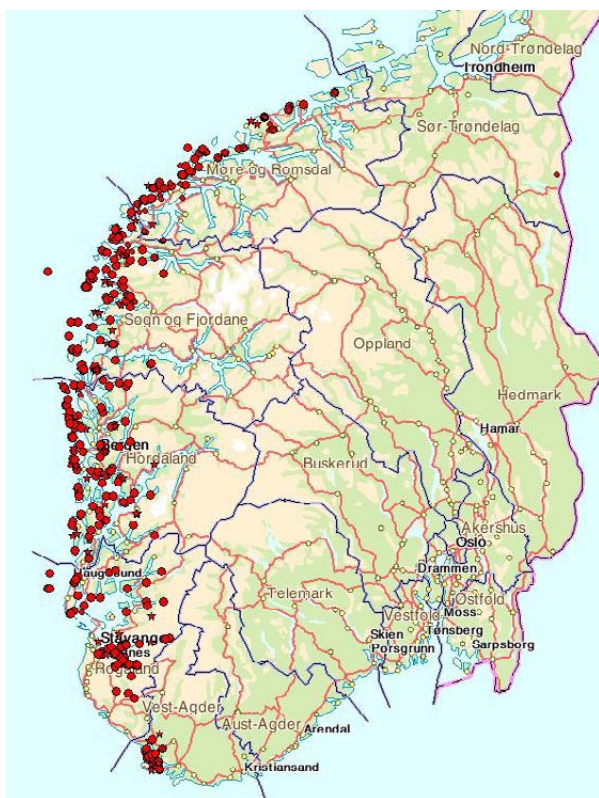 Nord-Trøndelag
Trondheim
Sør-Trøndelag
Møre og Romsdal
Sogn og Fjordane
Oppland
Hedmark
Hamar
Bergen
Hordaland
Buskerud
Akershus
Oslo
Haugesund
Drammen
Telemark
Østfold
Vestfold
Moss
Stavanger
Skien
Tønsberg
Porsgrunn
Sarpsborg
Rogaland
Vest-Agder
Aust-Agder
Arendal
Kristiansand